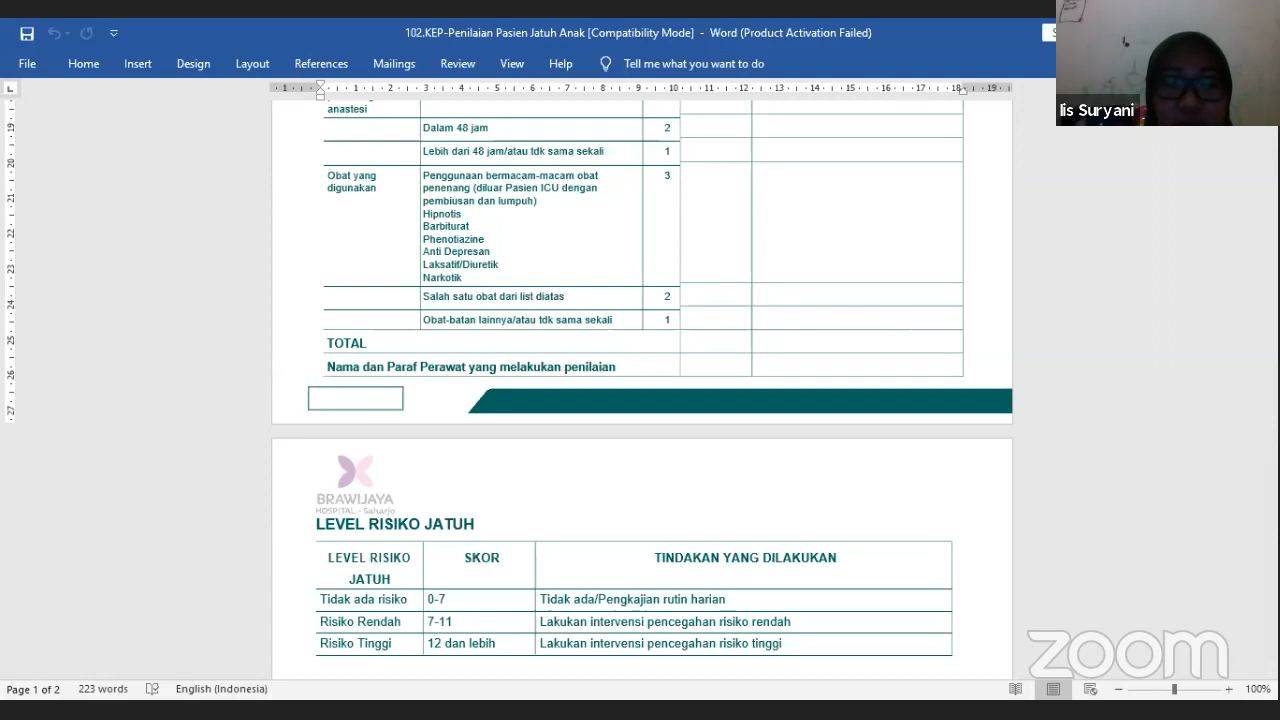 102.KEP-Penilaian Pasien Jatuh Anak [Compatibility Mode] - Word (Product Activation Failed)
File Home Insert Design Layout References Mailings Review View Help Tell me what you want to do
Iis Suryani
anastesi
Dalam 48 jam 2
Lebih dari 48 jam/atau tdk sama sekali 1
Obat yang digunakan
Penggunaan bermacam-macam obat 3
penenang (diluar Pasien ICU dengan
pembiusan dan lumpuh)
Hipnotis
Barbiturat
Phenotiazine
Anti Depresan
Laksatif/Diuretik
Narkotik
Salah satu obat dari list diatas 2
Obat-batan lainnya/atau tdk sama sekali 1
TOTAL
Nama dan Paraf Perawat yang melakukan penilaian
BRAWIJAYA
HOSPITAL - Saharjo
LEVEL RISIKO JATUH
LEVEL RISIKO JATUH SKOR TINDAKAN YANG DILAKUKAN
Tidak ada risiko 0-7 Tidak ada/Pengkajian rutin harian
Risiko Rendah 7-11 Lakukan intervensi pencegahan risiko rendah
Risiko Tinggi 12 dan lebih Lakukan intervensi pencegahan risiko tinggi
zoom
Page 1 of 2 223 words English (Indonesia) 100%